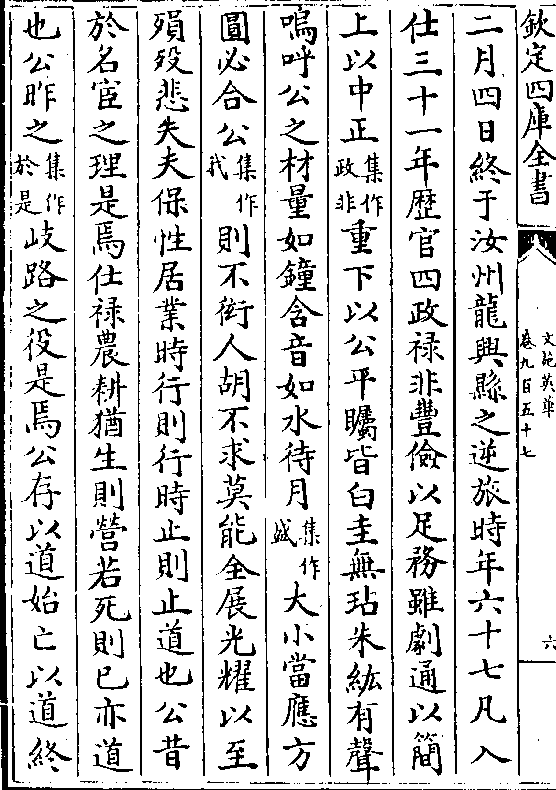 欽定四庫全書
文苑英華
卷九百五十七
六
二月四日終于汝州龍興縣之逆旅時年六十七凡入
仕三十一年歷官四政禄非豐儉以足務雖劇通以簡
上以中正集作政非重下以公平矚皆白圭無玷朱紘有聲
嗚呼公之材量如鐘含音如水待月集作盛大小當應方
圓必合公集作我則不衒人胡不求莫能全展光耀以至
殞歿悲夫夫保性居業時行則行時止則止道也公昔
於名宦之理是焉仕禄農耕猶生則營若死則已亦道
也公昨之集作於是岐路之役是焉公存以道始亡以道終